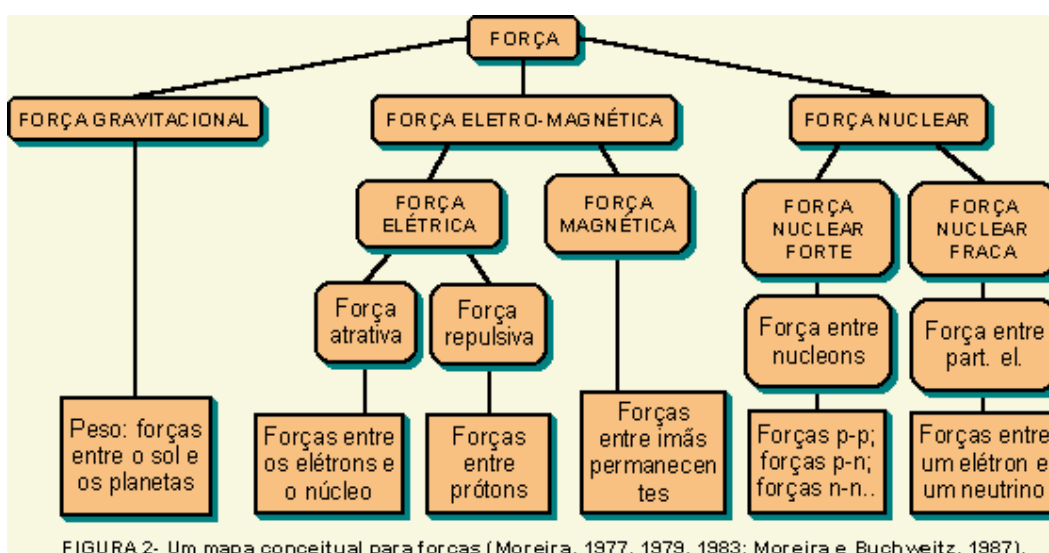 FORÇA
FORÇA GRAVITACIONAL
FORÇA ELETRO-MAGNÉTICA
FORÇA NUCLEAR
FORÇA
ELÉTRICA
FORÇA
MAGNÉTICA
FORÇA
NUCLEAR
FORTE
FORÇA
NUCLEAR
FRACA
Força
atrativa
Força
repulsiva
Força entre
nucleons
Força entre
part. el.
Peso: forças
entre o sol e
os planetas
Forças entre
os elétrons e
o núcleo
Forças
entre
prótons
Forças
entre imãs
permanecen
tes
Forças p-p;
forças p-n;
forças n-n..
Forças entre
um elétron e
um neutrino
FIGURA 2- Um mapa conceitual para forças (Moreira, 1977, 1979, 1983; Moreira e Buchweitz, 1987).